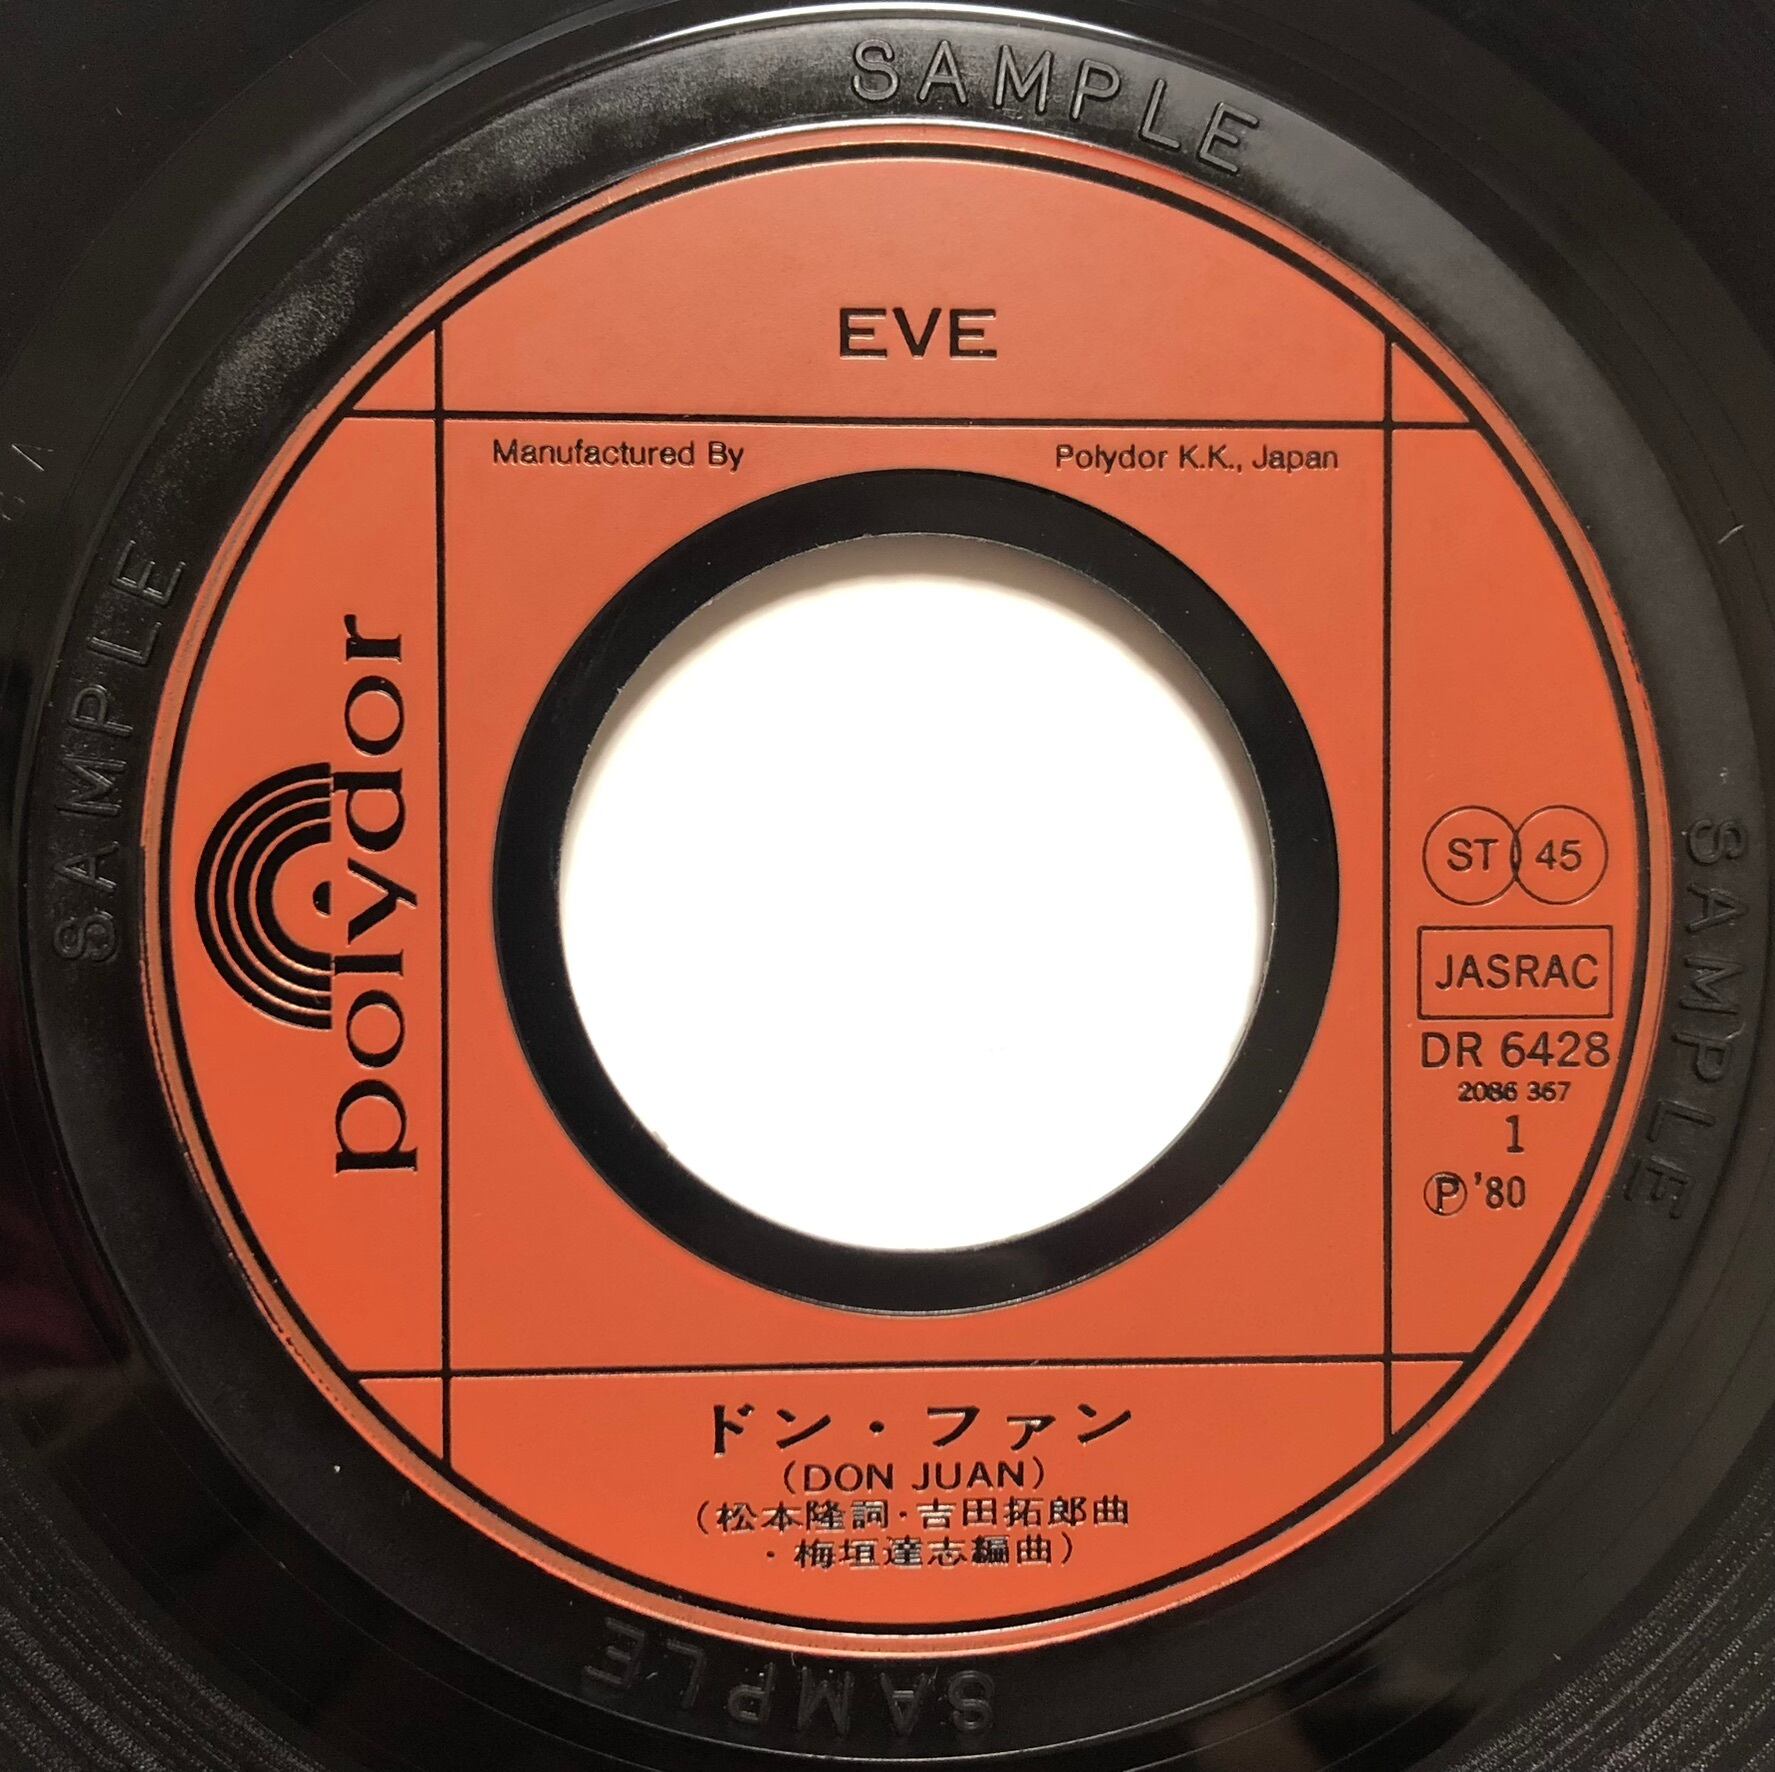 SAMPLE
EVE
Manufactured By
Polydor K.K., Japan
SAMPLE
polydor
ST 45
JASRAC
DR 6428
2086 367
1
Ⓟ '80
SAMPLE
ドン・ファン
(DON JUAN)
(松本隆詞・吉田拓郎曲
・梅垣達志編曲)
SAMPLE